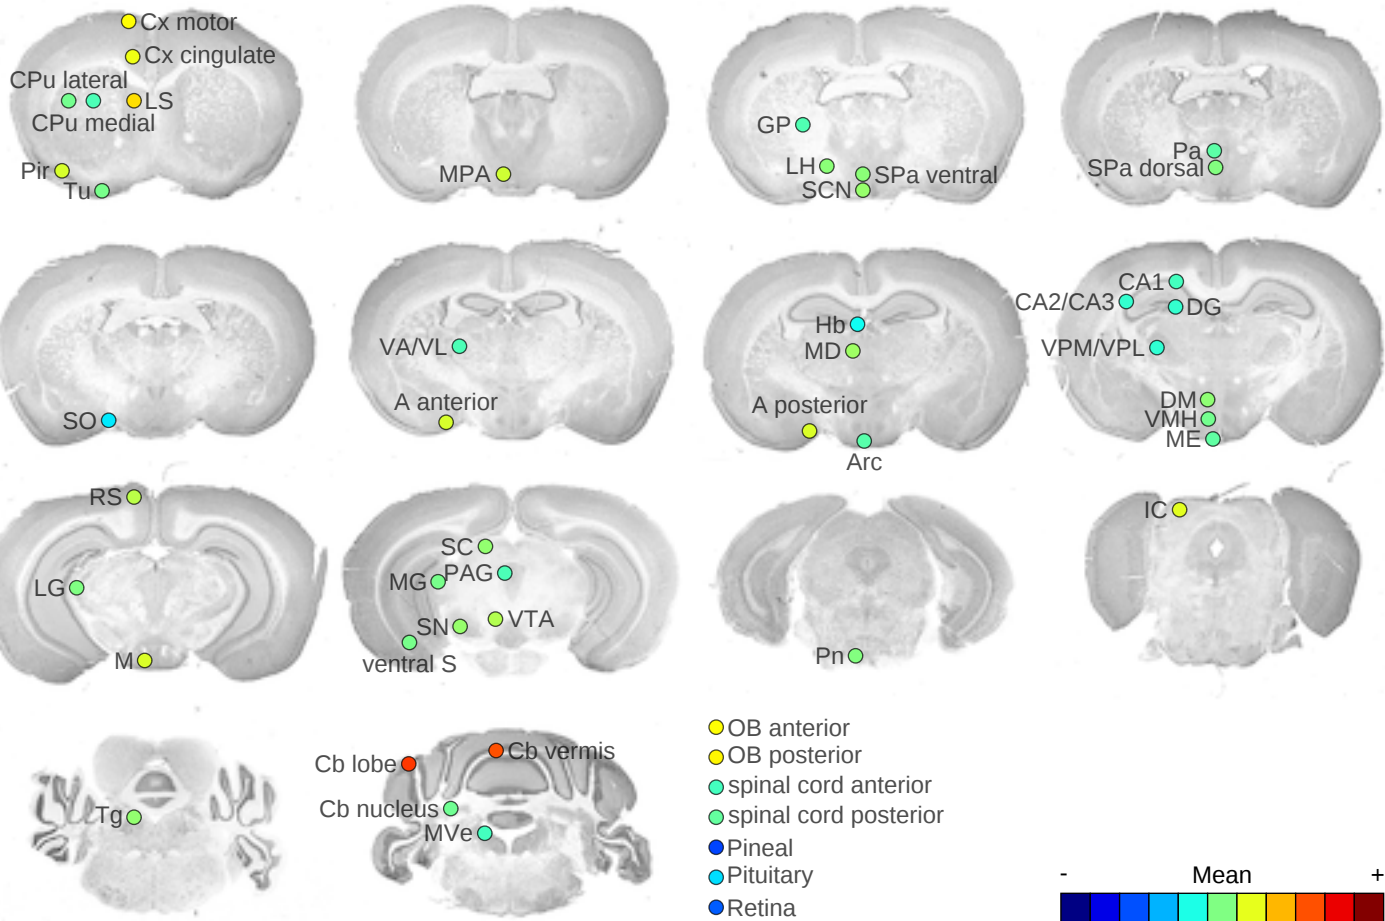 Cx motor
Cx cingulate
CPu lateral
LS
CPu medial
Pir
Tu
MPA
GP
LH
SPa ventral
SCN
Pa
SPa dorsal
SO
VA/VL
A anterior
Hb
MD
A posterior
Arc
CA1
CA2/CA3
DG
VPM/VPL
DM
VMH
ME
RS
LG
M
SC
MG
PAG
SN
VTA
ventral S
Pn
IC
Tg
Cb lobe
Cb vermis
Cb nucleus
MVe
OB anterior
OB posterior
spinal cord anterior
spinal cord posterior
Pineal
Pituitary
Retina
- Mean +